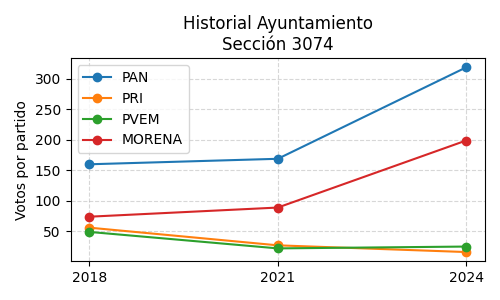 Historial Ayuntamiento
Sección 3074
Votos por partido
300
250
200
150
100
50
PAN
PRI
PVEM
MORENA
2018
2021
2024